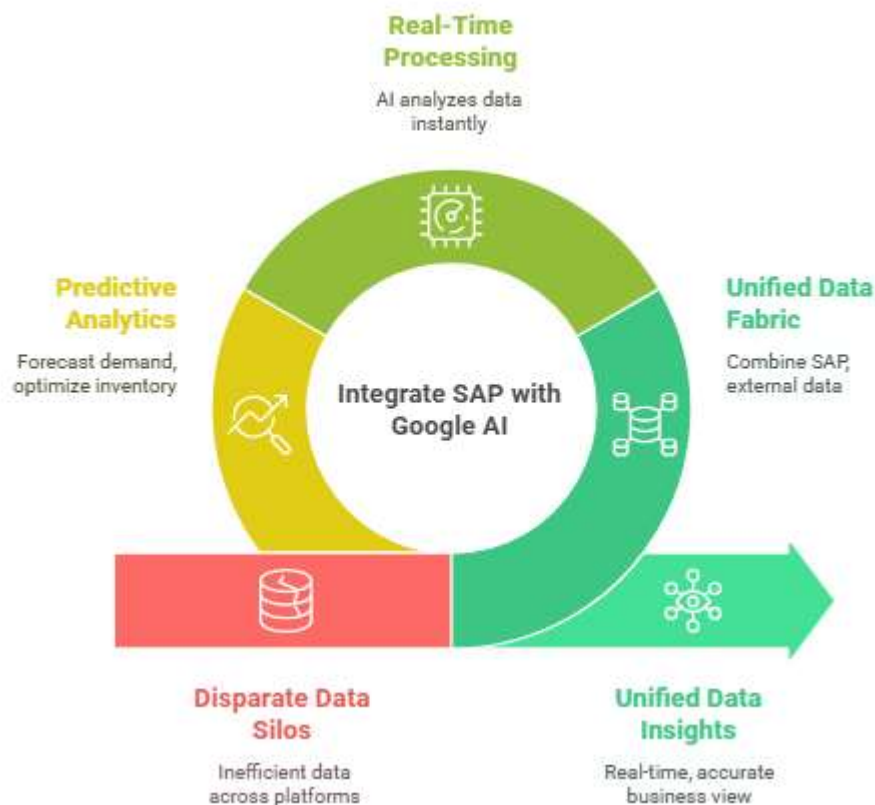 Real-Time
Processing
AI analyzes data
instantly
Predictive
Analytics
Forecast demand,
optimize inventory
Unified Data
Fabric
Combine SAP,
external data
Integrate SAP with
Google AI
Disparate Data
Silos
Inefficient data
across platforms
Unified Data
Insights
Real-time, accurate
business view